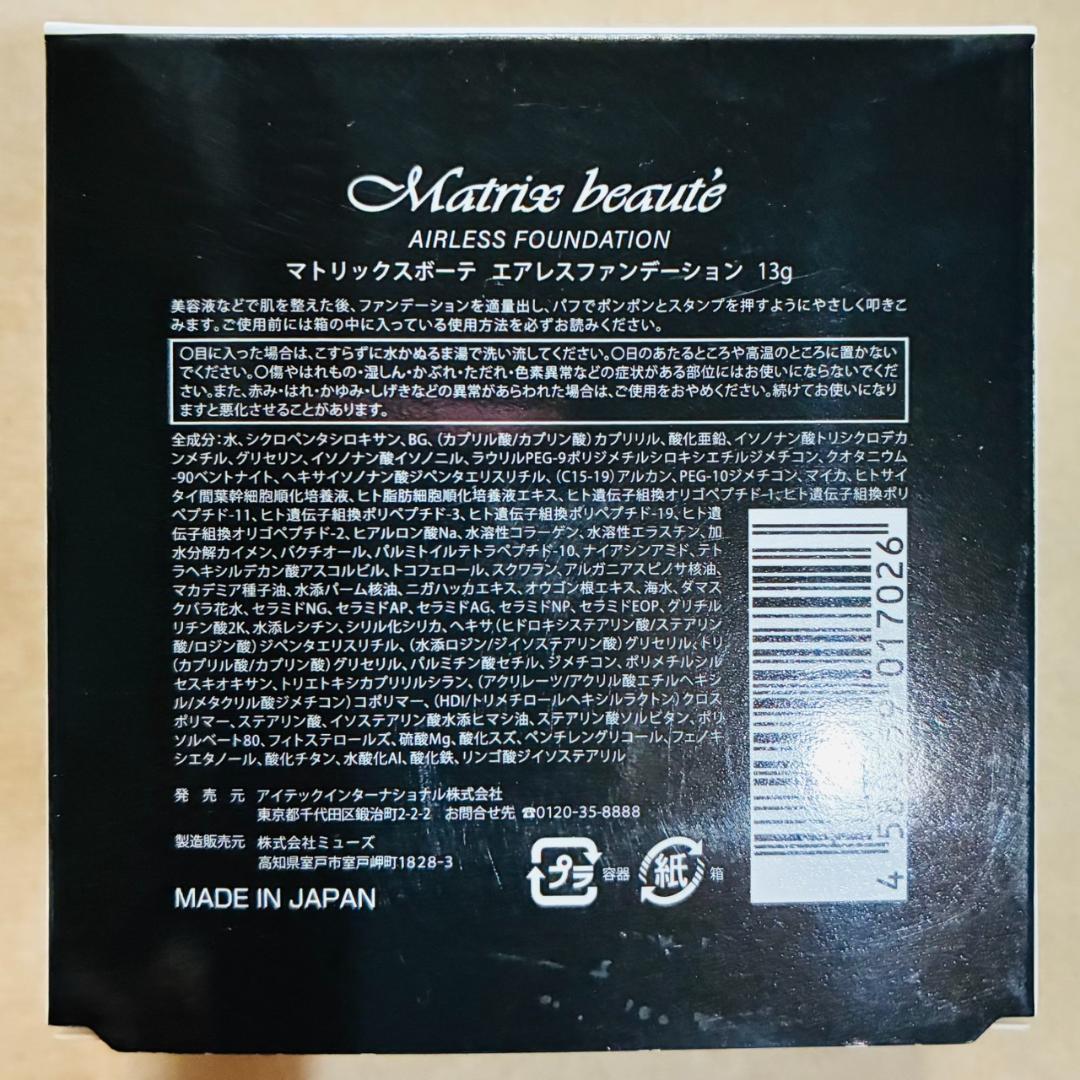 Matrix beauté
AIRLESS FOUNDATION
マトリックスボーテ エアレスファンデーション 13g
美容液などで肌を整えた後、ファンデーションを適量出し、パフでポンポンとスタンプを押すようにやさしく叩きこ
みます。ご使用前には箱の中に入っている使用方法を必ずお読みください。
〇目に入った場合は、こすらずに水かぬるま湯で洗い流してください。〇日のあたるところや高温のところに置かない
でください。〇傷やはれもの・湿しん・かぶれ・ただれ・色素異常などの症状がある部位にはお使いにならないでくだ
さい。また、赤み・はれ・かゆみ・しげきなどの異常があらわれた場合は、ご使用をおやめください。続けてお使いになり
ますと悪化させることがあります。
全成分：水、シクロペンタシロキサン、BG、（カプリル酸/カプリン酸）カプリリル、酸化亜鉛、イソノナン酸トリシクロデカ
ンメチル、グリセリン、イソノナン酸イソノニル、ラウリルPEG-9ポリジメチルシロキシエチルジメチコン、クオタニウム
-90ベントナイト、ヘキサイソノナン酸ジペンタエリスリチル、（C15-19）アルカン、PEG-10ジメチコン、マイカ、ヒトサイ
タイ間葉幹細胞順化培養液、ヒト脂肪細胞順化培養液エキス、ヒト遺伝子組換オリゴペプチド-1、ヒト遺伝子組換ポリ
ペプチド-11、ヒト遺伝子組換ポリペプチド-3、ヒト遺伝子組換ポリペプチド-19、ヒト遺
伝子組換オリゴペプチド-2、ヒアルロン酸Na、水溶性コラーゲン、水溶性エラスチン、加
水分解カイメン、バクチオール、パルミトイルテトラペプチド-10、ナイアシンアミド、テト
ラヘキシルデカン酸アスコルビル、トコフェロール、スクワラン、アルガニアスピノサ核油、
マカデミア種子油、水添パーム核油、ニガハッカエキス、オウゴン根エキス、海水、ダマス
クバラ花水、セラミドNG、セラミドAP、セラミドAG、セラミドNP、セラミドEOP、グリチル
リチン酸2K、水添レシチン、シリル化シリカ、ヘキサ（ヒドロキシステアリン酸/ステアリン
酸/ロジン酸）ジペンタエリスリチル、（水添ロジン/ジイソステアリン酸）グリセリル、トリ
（カプリル酸/カプリン酸）グリセリル、パルミチン酸セチル、ジメチコン、ポリメチルシル
セスキオキサン、トリエトキシカプリリルシラン、（アクリレーツ/アクリル酸エチルヘキシ
ル/メタクリル酸ジメチコン）コポリマー、（HDI/トリメチロールヘキシルラクトン）クロス
ポリマー、ステアリン酸、イソステアリン酸水添ヒマシ油、ステアリン酸ソルビタン、ポリ
ソルベート80、フィトステロールズ、硫酸Mg、酸化スズ、ペンチレングリコール、フェノキ
シエタノール、酸化チタン、水酸化Al、酸化鉄、リンゴ酸ジイソステアリル
発売元 アイテックインターナショナル株式会社
東京都千代田区鍛治町2-2-2 お問合せ先 ☎0120-35-8888
製造販売元 株式会社ミューズ
高知県室戸市室戸岬町1828-3
MADE IN JAPAN
プラ 容器 紙 箱
017026